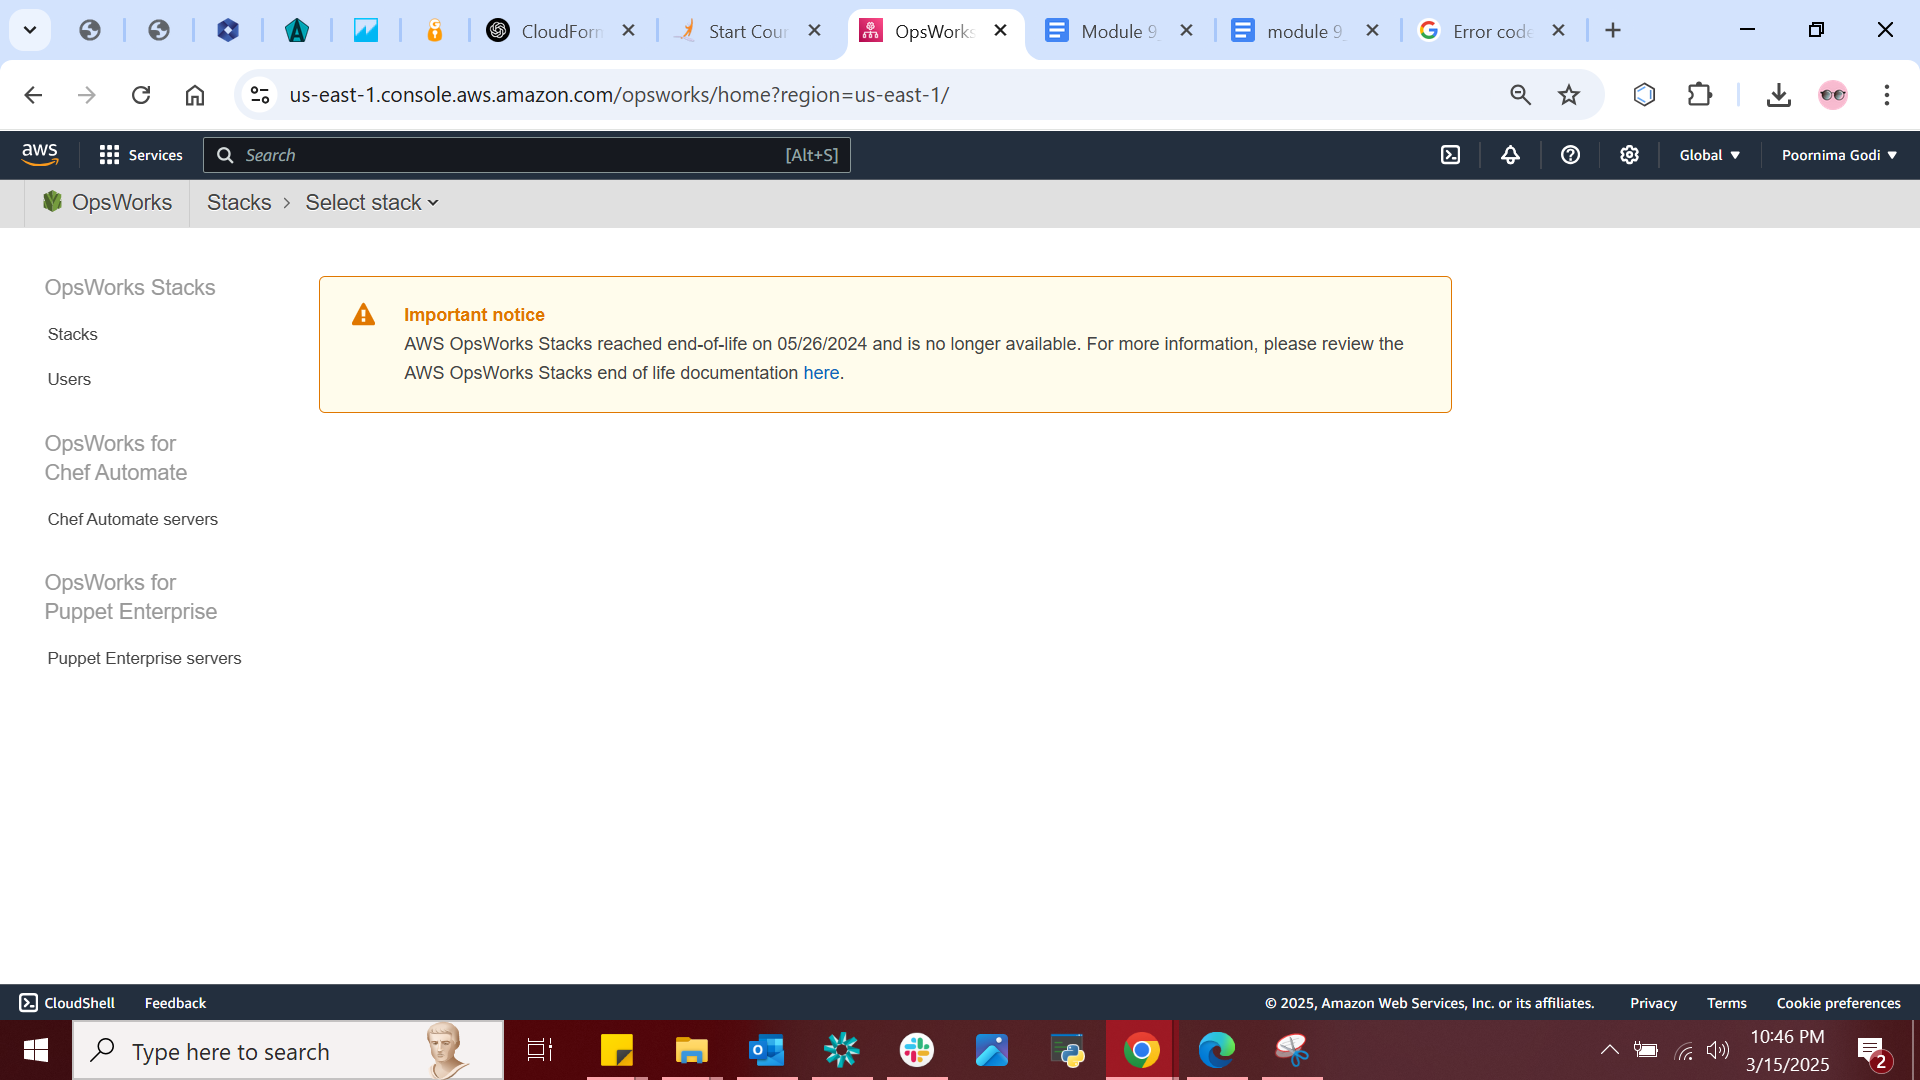 CloudForm
Start Cour
OpsWorks
Module 9_
module 9_
Error code
us-east-1.console.aws.amazon.com/opsworks/home?region=us-east-1/
aws
Services
Search
[Alt+S]
Global
Poornima Godi
OpsWorks
Stacks
Select stack
OpsWorks Stacks
Stacks
Users
OpsWorks for
Chef Automate
Chef Automate servers
OpsWorks for
Puppet Enterprise
Puppet Enterprise servers
Important notice
AWS OpsWorks Stacks reached end-of-life on 05/26/2024 and is no longer available. For more information, please review the
AWS OpsWorks Stacks end of life documentation here.
CloudShell
Feedback
© 2025, Amazon Web Services, Inc. or its affiliates.
Privacy
Terms
Cookie preferences
Type here to search
10:46 PM
3/15/2025
2